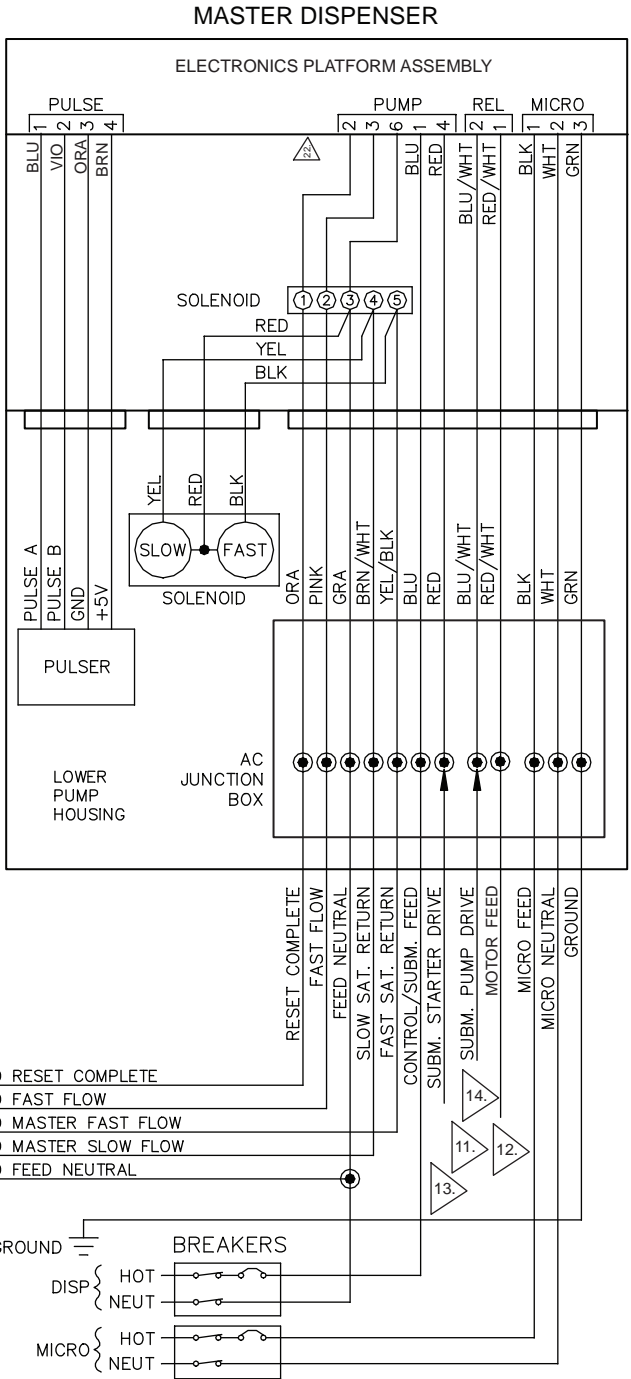 MASTER DISPENSER
ELECTRONICS PLATFORM ASSEMBLY
PULSE PUMP REL MICRO
1 2 3 4 2 3 6 1 4 2 1 1 2 3
BLU VIO ORA BRN 22. BLU RED BLU/WHT RED/WHT BLK WHT GRN
SOLENOID 1 2 3 4 5
RED
YEL
BLK
YEL RED BLK
SLOW FAST
SOLENOID
PULSE A PULSE B GND +5V
ORA PINK GRA BRN/WHT YEL/BLK BLU RED BLU/WHT RED/WHT BLK WHT GRN
PULSER
LOWER
PUMP
HOUSING
AC
JUNCTION
BOX
RESET COMPLETE
FAST FLOW
FEED NEUTRAL
SLOW SAT. RETURN
FAST SAT. RETURN
CONTROL/SUBM. FEED
SUBM. STARTER DRIVE
SUBM. PUMP DRIVE
MOTOR FEED
MICRO FEED
MICRO NEUTRAL
GROUND
RESET COMPLETE
FAST FLOW
MASTER FAST FLOW
MASTER SLOW FLOW
FEED NEUTRAL
14.
11. 12.
13.
ROUND
BREAKERS
DISP HOT
NEUT
MICRO HOT
NEUT